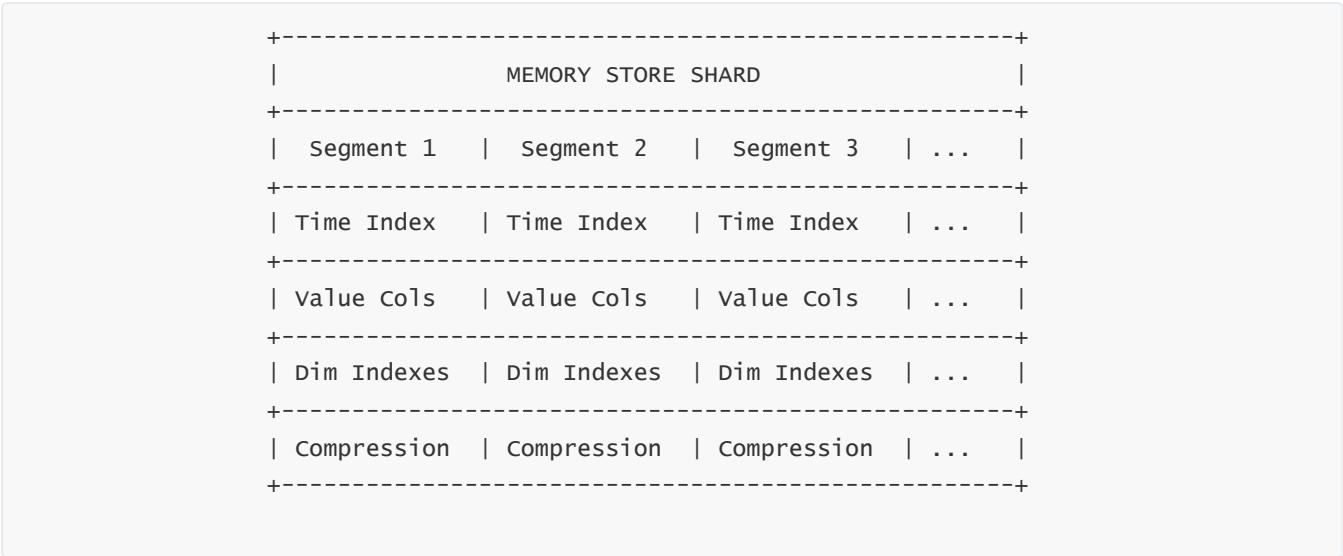 +----------------------------------------------------+
|                MEMORY STORE SHARD                  |
+----------------------------------------------------+
|  Segment 1   |  Segment 2   |  Segment 3   | ...   |
+----------------------------------------------------+
| Time Index   | Time Index   | Time Index   | ...   |
+----------------------------------------------------+
| Value Cols   | Value Cols   | Value Cols   | ...   |
+----------------------------------------------------+
| Dim Indexes  | Dim Indexes  | Dim Indexes  | ...   |
+----------------------------------------------------+
| Compression  | Compression  | Compression  | ...   |
+----------------------------------------------------+